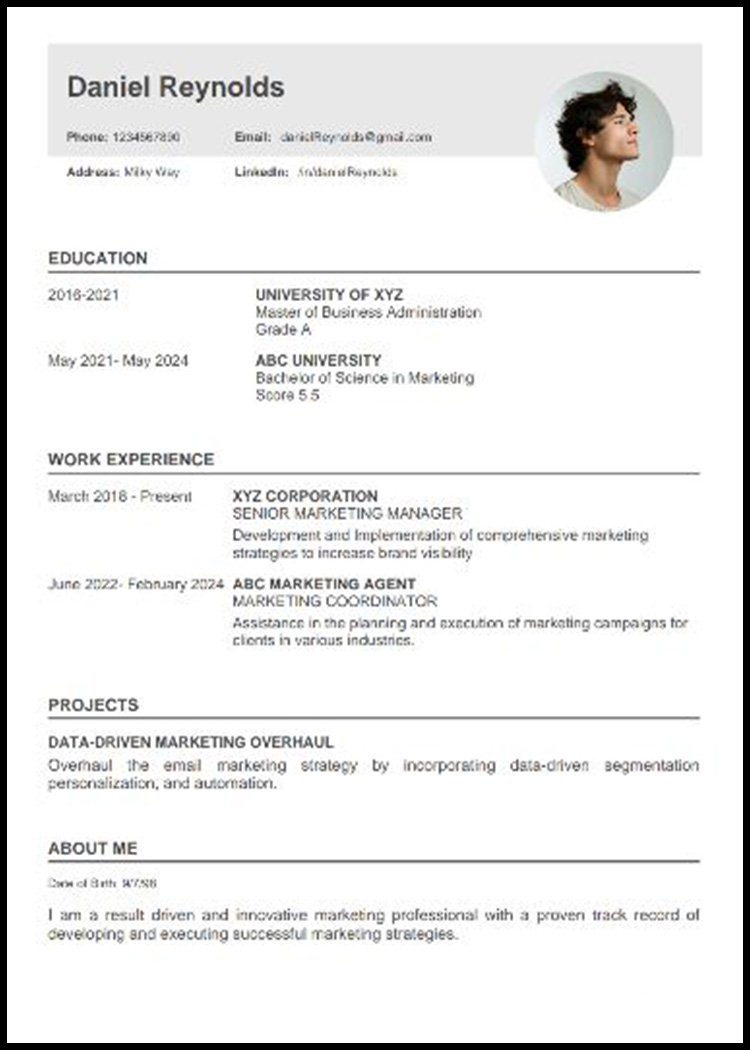 Daniel Reynolds
Phone: 1234567890 Email: danielReynolds@gmail.com
Address: Milky Way LinkedIn: /in/danielReynolds
EDUCATION
2016-2021 UNIVERSITY OF XYZ
Master of Business Administration
Grade A
May 2021- May 2024 ABC UNIVERSITY
Bachelor of Science in Marketing
Score 5.5
WORK EXPERIENCE
March 2018 - Present XYZ CORPORATION
SENIOR MARKETING MANAGER
Development and Implementation of comprehensive marketing
strategies to increase brand visibility
June 2022- February 2024 ABC MARKETING AGENT
MARKETING COORDINATOR
Assistance in the planning and execution of marketing campaigns for
clients in various industries.
PROJECTS
DATA-DRIVEN MARKETING OVERHAUL
Overhaul the email marketing strategy by incorporating data-driven segmentation
personalization, and automation.
ABOUT ME
Date of Birth: 9/7/98
I am a result driven and innovative marketing professional with a proven track record of
developing and executing successful marketing strategies.